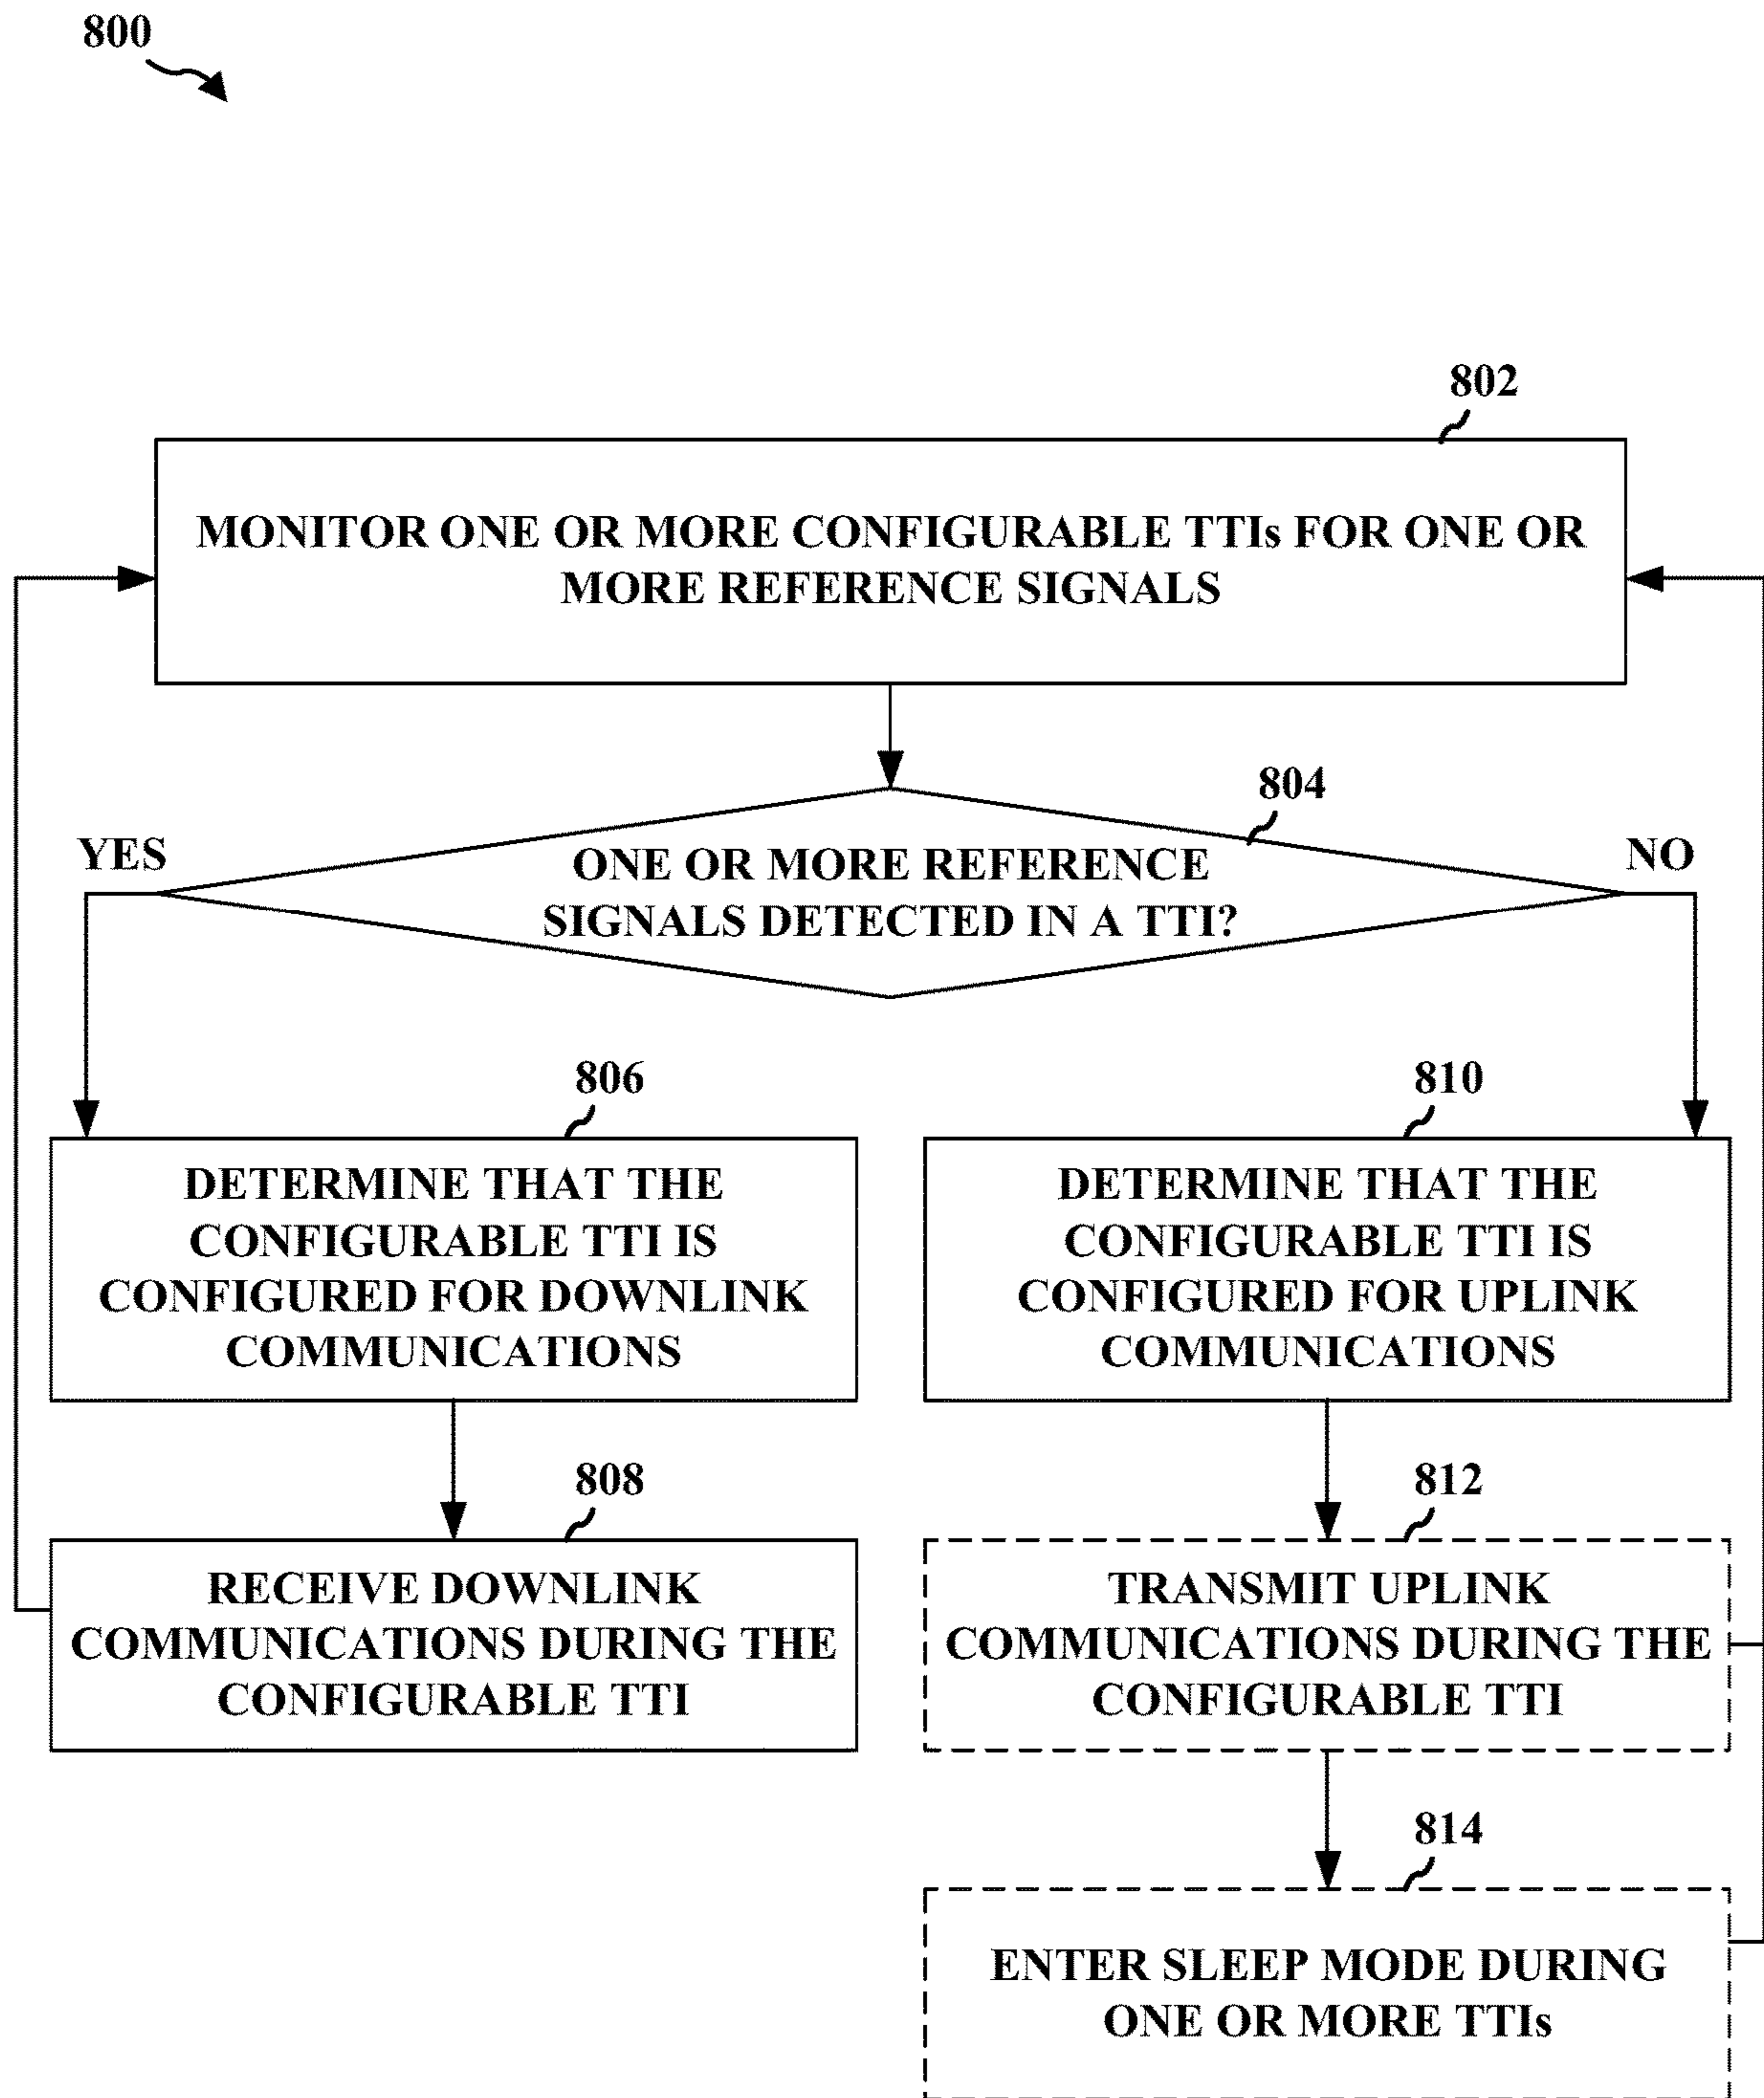 800
802
MONITOR ONE OR MORE CONFIGURABLE TTIs FOR ONE OR
MORE REFERENCE SIGNALS
804
YES
NO
ONE OR MORE REFERENCE
SIGNALS DETECTED IN A TTI?
806
DETERMINE THAT THE
CONFIGURABLE TTI IS
CONFIGURED FOR DOWNLINK
COMMUNICATIONS
810
DETERMINE THAT THE
CONFIGURABLE TTI IS
CONFIGURED FOR UPLINK
COMMUNICATIONS
808
RECEIVE DOWNLINK
COMMUNICATIONS DURING THE
CONFIGURABLE TTI
812
TRANSMIT UPLINK
COMMUNICATIONS DURING THE
CONFIGURABLE TTI
814
ENTER SLEEP MODE DURING
ONE OR MORE TTIs